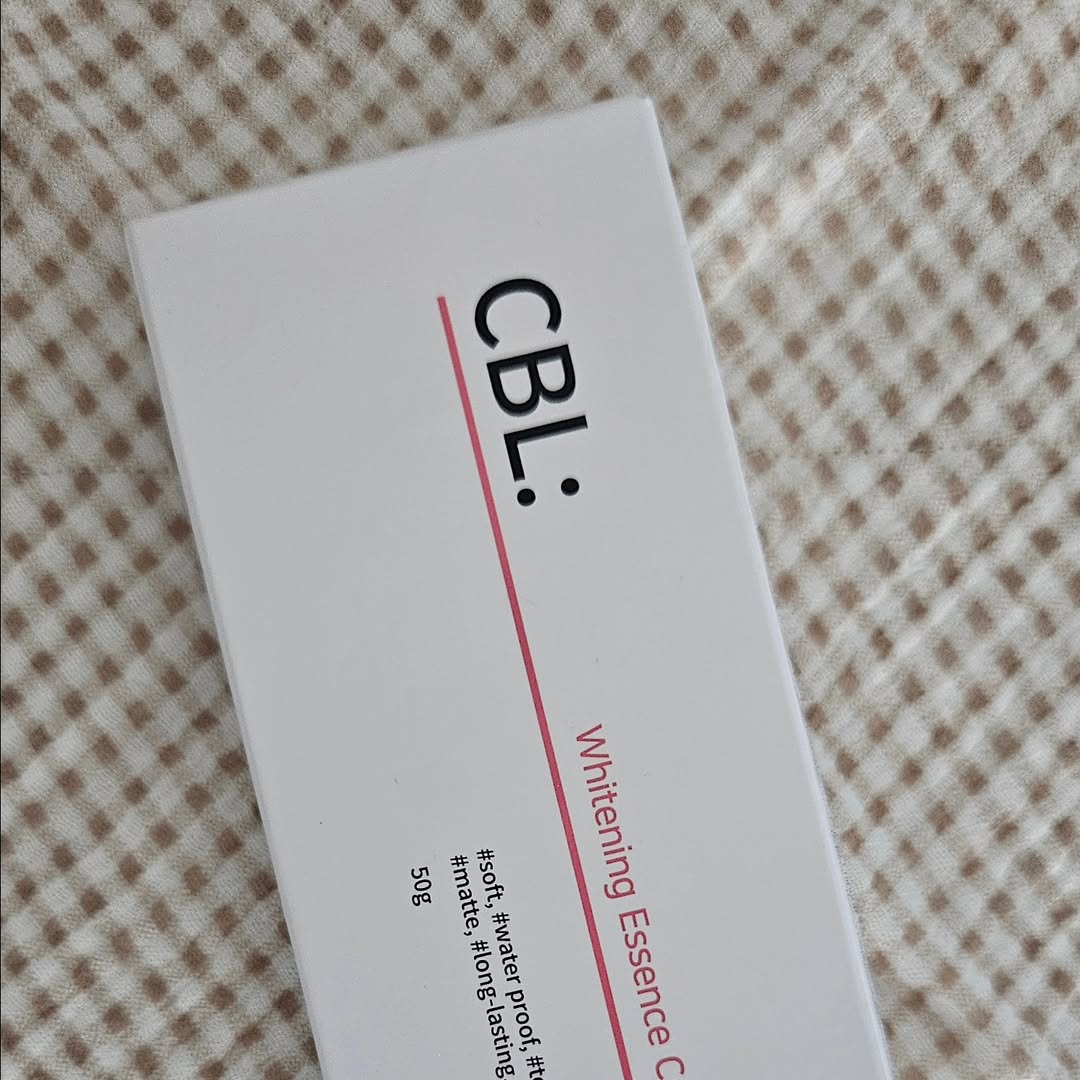 CBL:
Whitening Essence C
#soft, #water proof, #t
#matte, #long-lasting,
50g